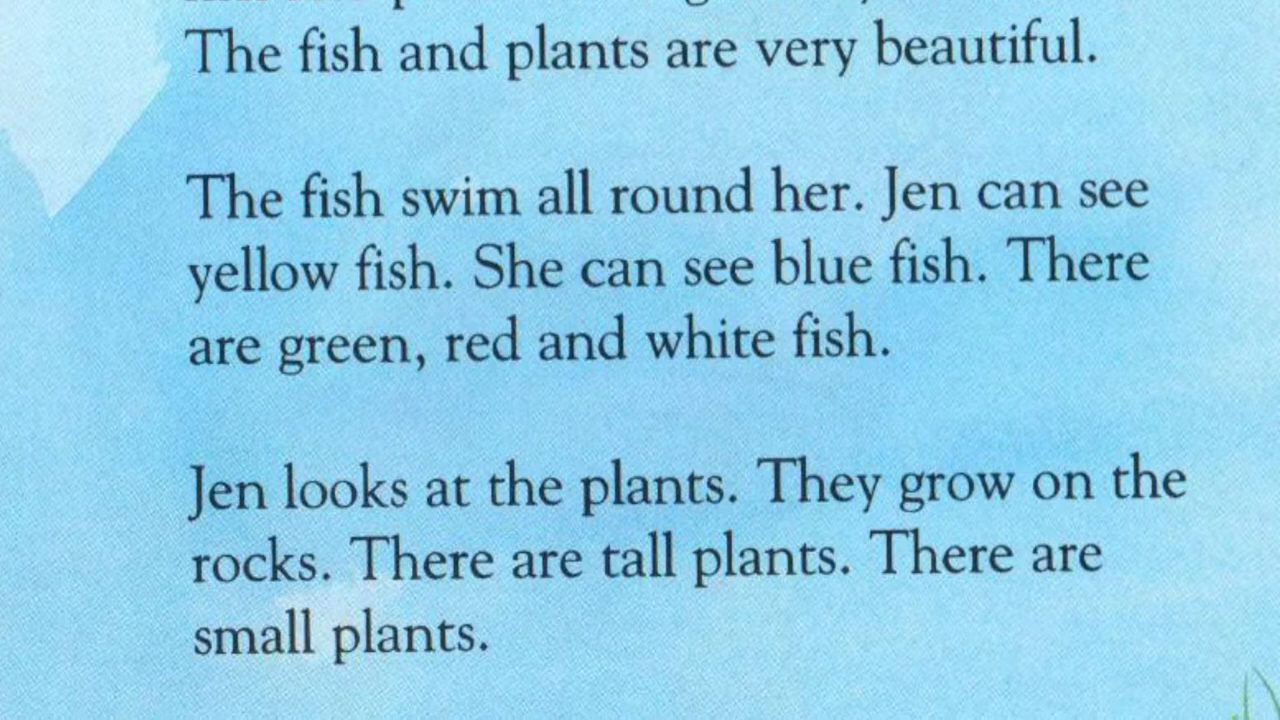 The fish and plants are very beautiful.
The fish swim all round her. Jen can see
yellow fish. She can see blue fish. There
are green, red and white fish.
Jen looks at the plants. They grow on the
rocks. There are tall plants. There are
small plants.